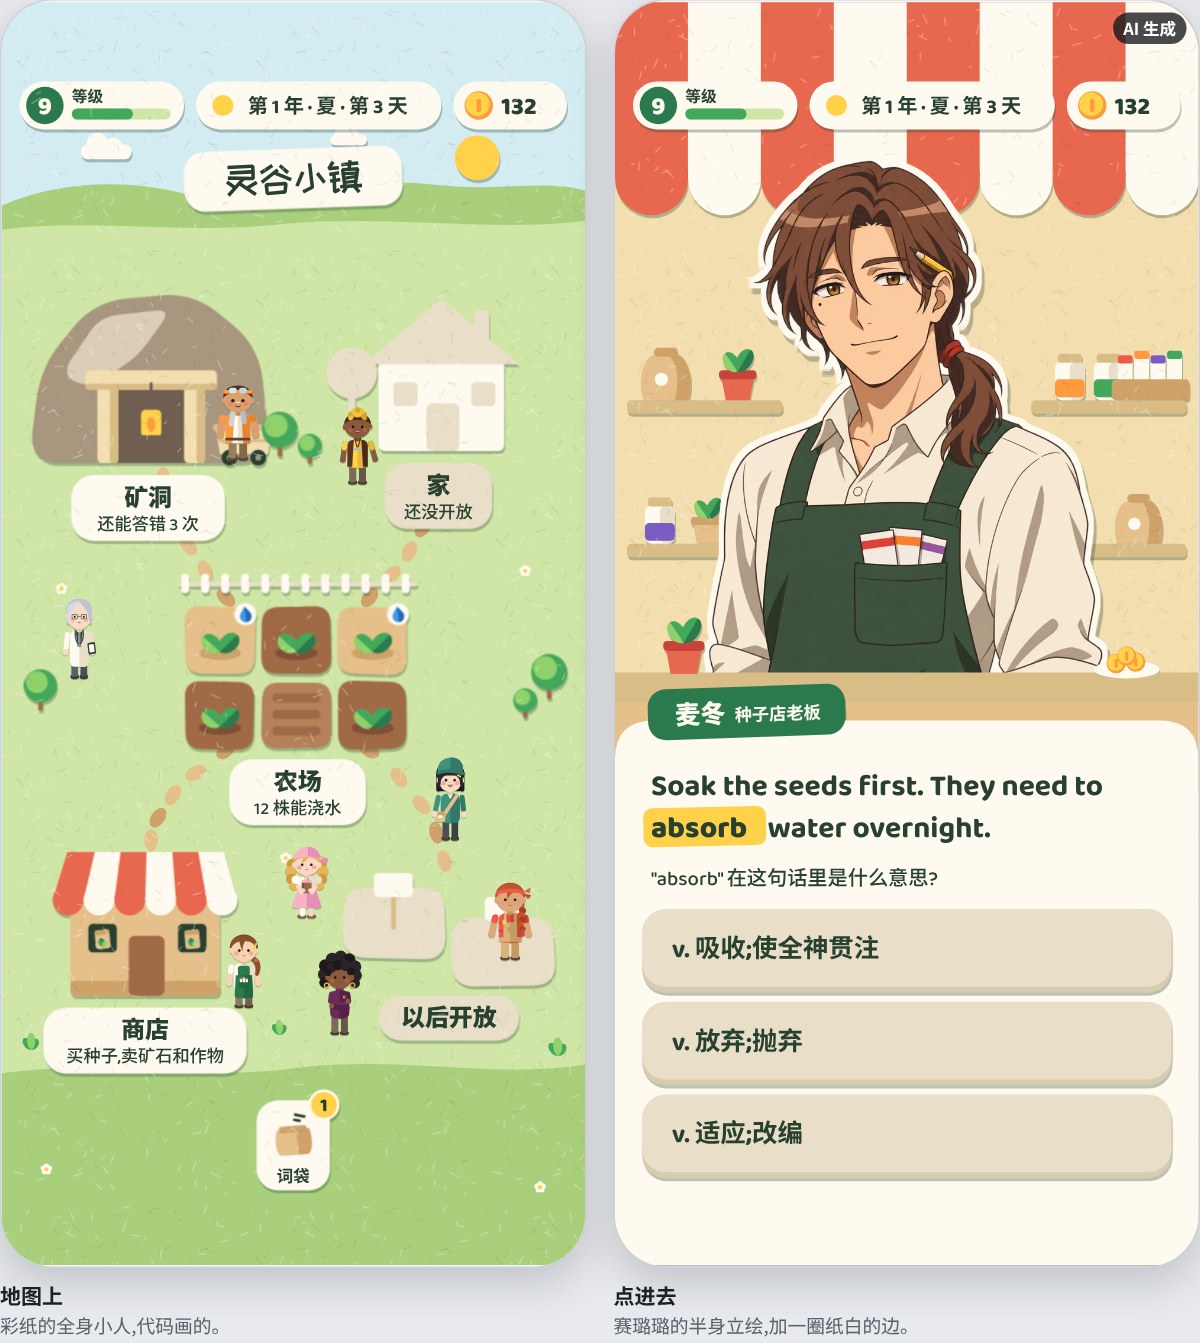 9
等级
第1年·夏·第3天
132
灵谷小镇
矿洞
还能答错3次
家
还没开放
农场
12 株能浇水
商店
买种子,卖矿石和作物
以后开放
1
词袋
地图上
彩纸的全身小人,代码画的。
AI 生成
9
等级
第1年·夏·第3天
132
麦冬 种子店老板
Soak the seeds first. They need to
absorb water overnight.
"absorb"在这句话里是什么意思?
v. 吸收;使全神贯注
v. 放弃;抛弃
v. 适应;改编
点进去
赛璐璐的半身立绘,加一圈纸白的边。